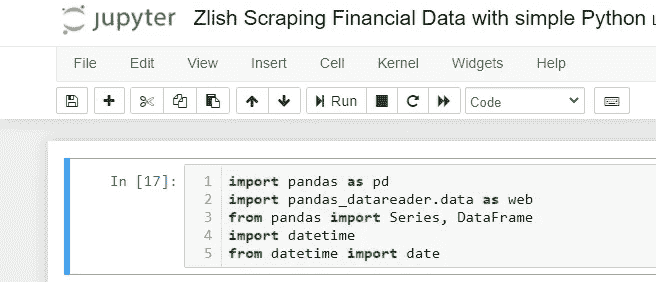 jupyter Zlish Scraping Financial Data with simple Python
File Edit View Insert Cell Kernel Widgets Help
Run Code
In [17]:
1 import pandas as pd
2 import pandas_datareader.data as web
3 from pandas import Series, DataFrame
4 import datetime
5 from datetime import date